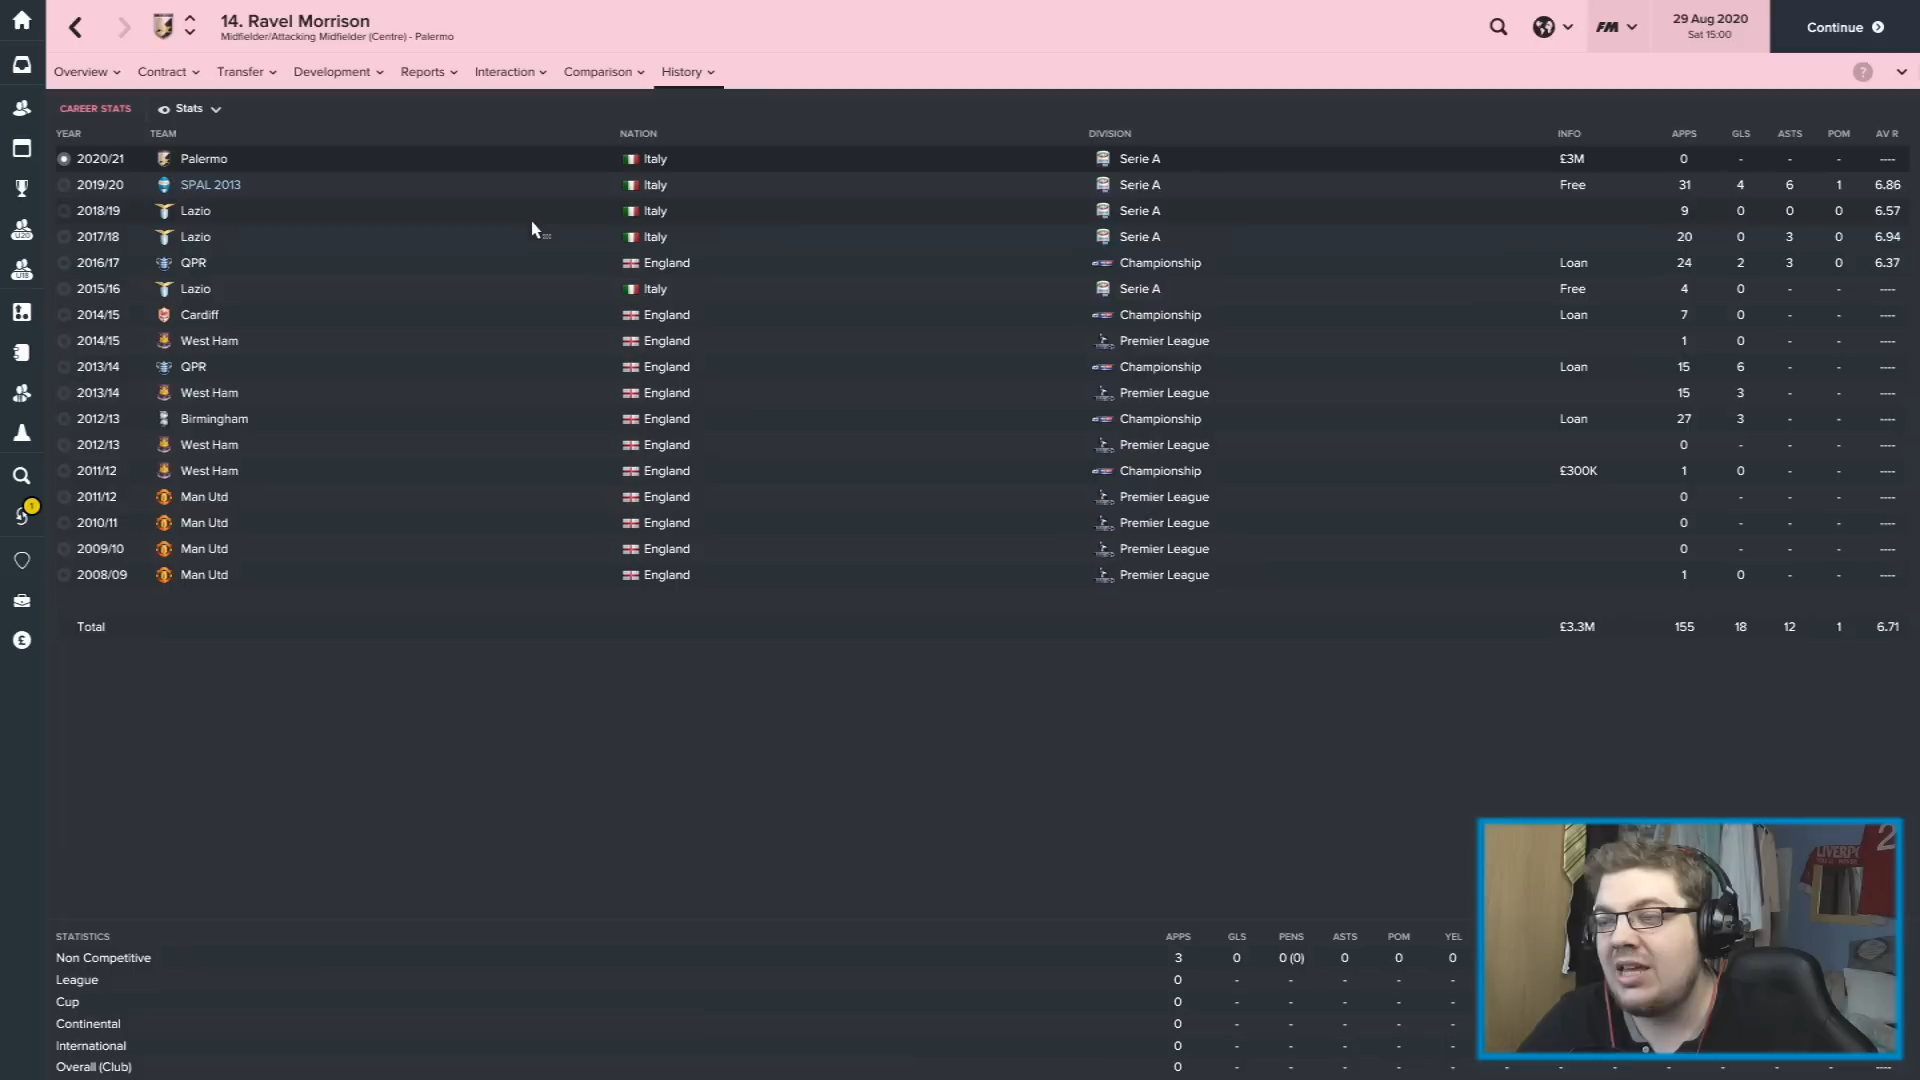 14. Ravel Morrison
Midfielder/Attacking Midfielder (Centre) - Palermo
FM
29 Aug 2020
Sat 15:00
Continue
Overview Contract Transfer Development Reports Interaction Comparison History ?
CAREER STATS Stats
YEAR TEAM NATION DIVISION INFO APPS GLS ASTS POM AV R
2020/21 Palermo Italy Serie A £3M 0 - - - ----
2019/20 SPAL 2013 Italy Serie A Free 31 4 6 1 6.86
2018/19 Lazio Italy Serie A 9 0 0 0 6.57
2017/18 Lazio Italy Serie A 20 0 3 0 6.94
2016/17 QPR England Championship Loan 24 2 3 0 6.37
2015/16 Lazio Italy Serie A Free 4 0 - - ----
2014/15 Cardiff England Championship Loan 7 0 - - ----
2014/15 West Ham England Premier League 1 0 - - ----
2013/14 QPR England Championship Loan 15 6 - - ----
2013/14 West Ham England Premier League 15 3 - - ----
2012/13 Birmingham England Championship Loan 27 3 - - ----
2012/13 West Ham England Premier League 0 - - - ----
2011/12 West Ham England Championship £300K 1 0 - - ----
2011/12 Man Utd England Premier League 0 - - - ----
2010/11 Man Utd England Premier League 0 - - - ----
2009/10 Man Utd England Premier League 0 - - - ----
2008/09 Man Utd England Premier League 1 0 - - ----
Total £3.3M 155 18 12 1 6.71
STATISTICS APPS GLS PENS ASTS POM YEL
Non Competitive 3 0 0 (0) 0 0 0
League 0 - - - - -
Cup 0 - - - - -
Continental 0 - - - - -
International 0 - - - - -
Overall (Club) 0 - - - - - - - - - - - ----
U20
U18
1
£
LIVERP
2